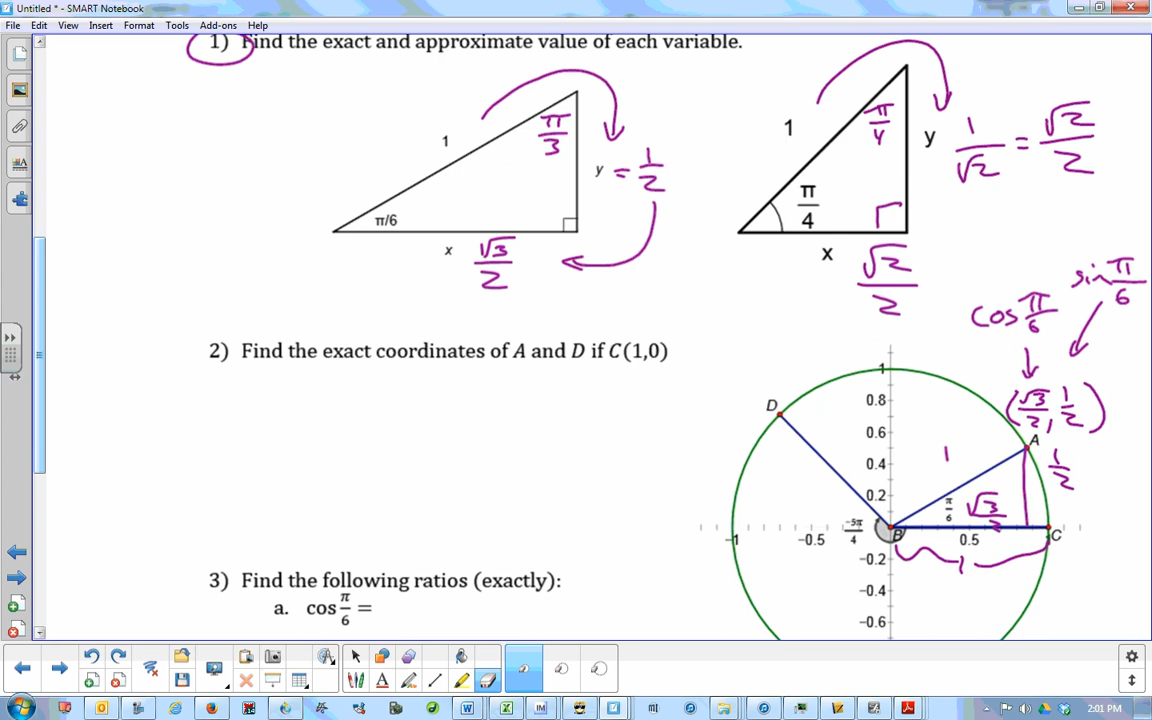 Untitled * - SMART Notebook
File Edit View Insert Format Tools Add-ons Help
1) Find the exact and approximate value of each variable.
1
π/3
π/6
y = 1/2
x √3/2
1
π/4
π/4
y 1/√2 = √2/2
x
√2/2
cos π/6
sin π/6
2) Find the exact coordinates of A and D if C(1,0)
(√3/2, 1/2)
D
A
1
0.8
0.6
0.4
0.2
1
1/2
π/6
√3/2
-5π/4
B
C
-1
-0.5
0.5
1
-0.2
-0.4
-0.6
3) Find the following ratios (exactly):
a. cos π/6 =
2:01 PM